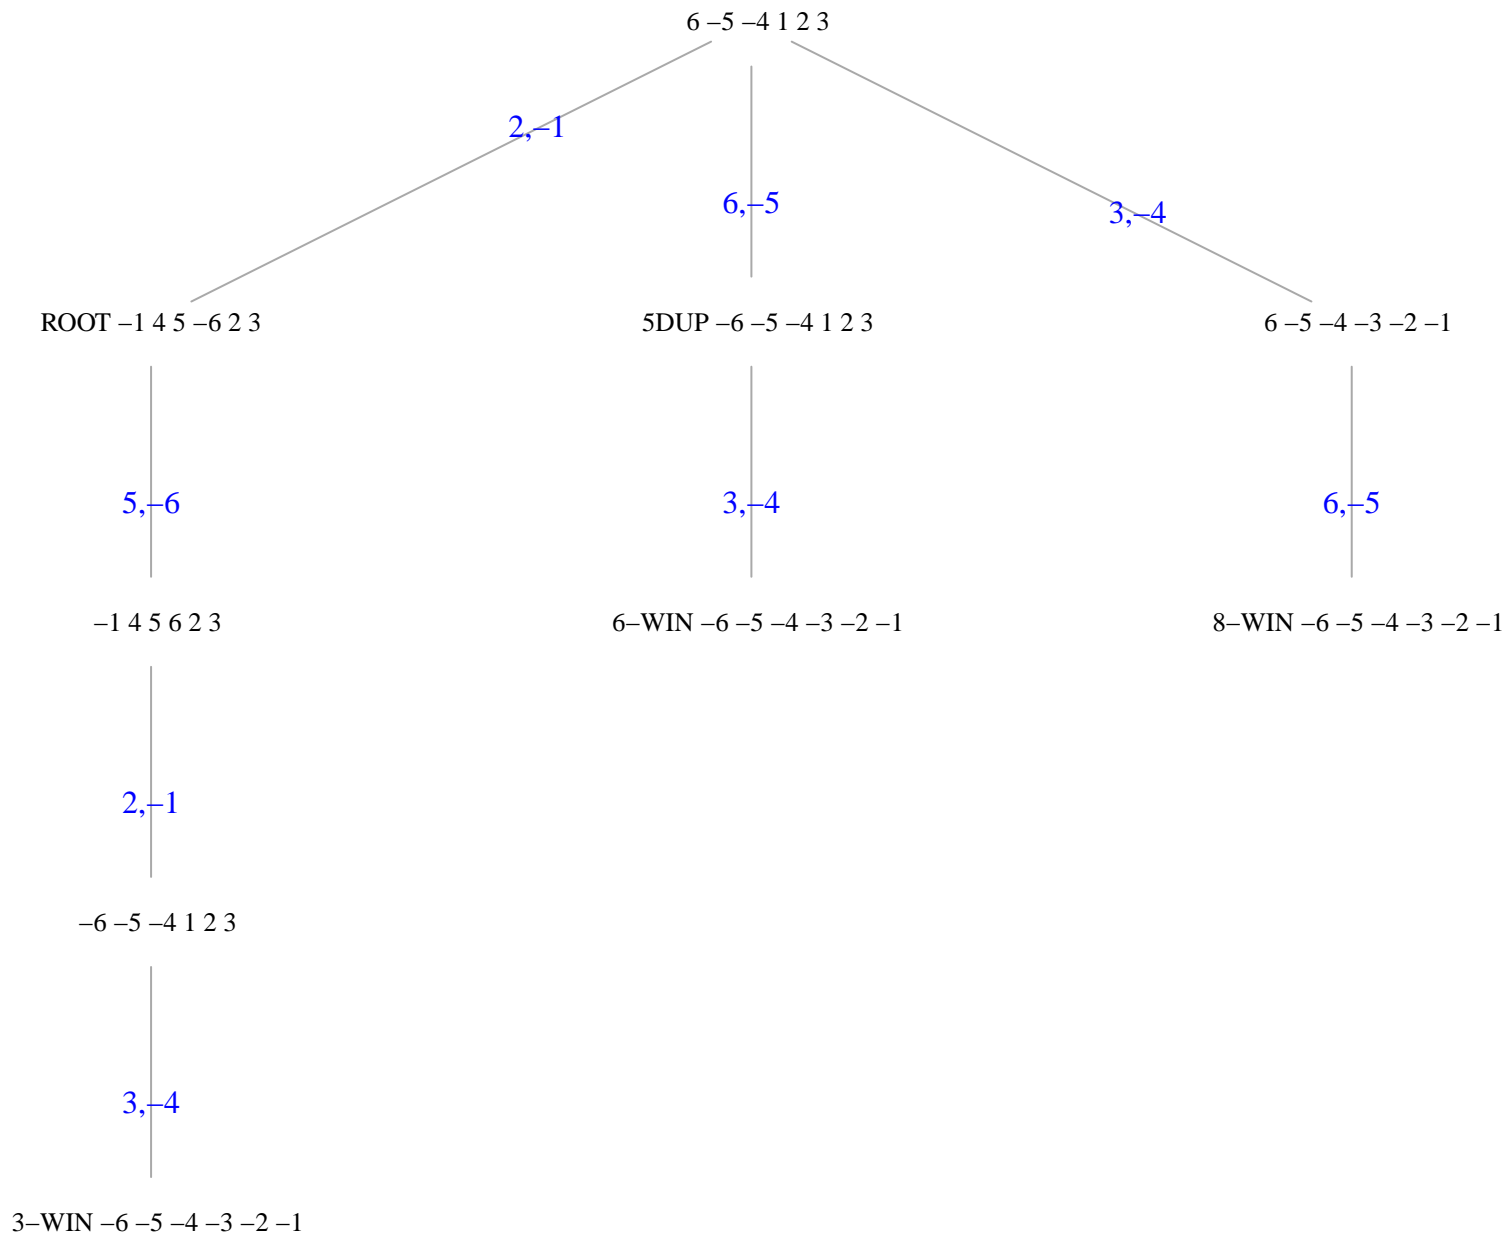 6 –5 –4 1 2 3
2,–1
6,–5
3,–4
ROOT –1 4 5 –6 2 3
5DUP –6 –5 –4 1 2 3
6 –5 –4 –3 –2 –1
5,–6
3,–4
6,–5
–1 4 5 6 2 3
6–WIN –6 –5 –4 –3 –2 –1
8–WIN –6 –5 –4 –3 –2 –1
2,–1
–6 –5 –4 1 2 3
3,–4
3–WIN –6 –5 –4 –3 –2 –1